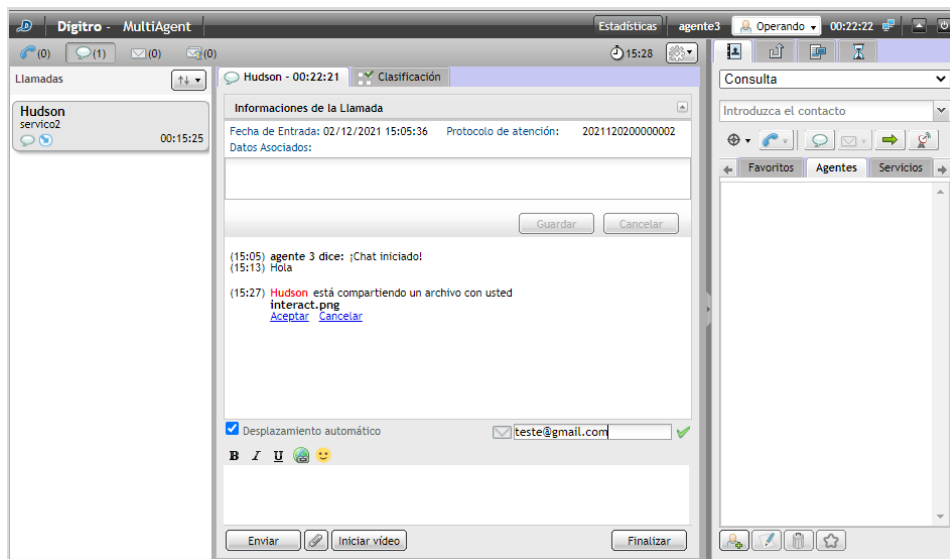 Dígitro - MultiAgent
Estadísticas agente3 Operando 00:22:22
(0) (1) (0) (0) 15:28
Llamadas
Hudson
servico2
00:15:25
Hudson - 00:22:21 Clasificación
Informaciones de la Llamada
Fecha de Entrada: 02/12/2021 15:05:36 Protocolo de atención: 2021120200000002
Datos Asociados:
Guardar Cancelar
(15:05) agente 3 dice: ¡Chat iniciado!
(15:13) Hola
(15:27) Hudson está compartiendo un archivo con usted
interact.png
Aceptar Cancelar
Desplazamiento automático teste@gmail.com
B I U
Enviar Iniciar vídeo Finalizar
Consulta
Introduzca el contacto
Favoritos Agentes Servicios